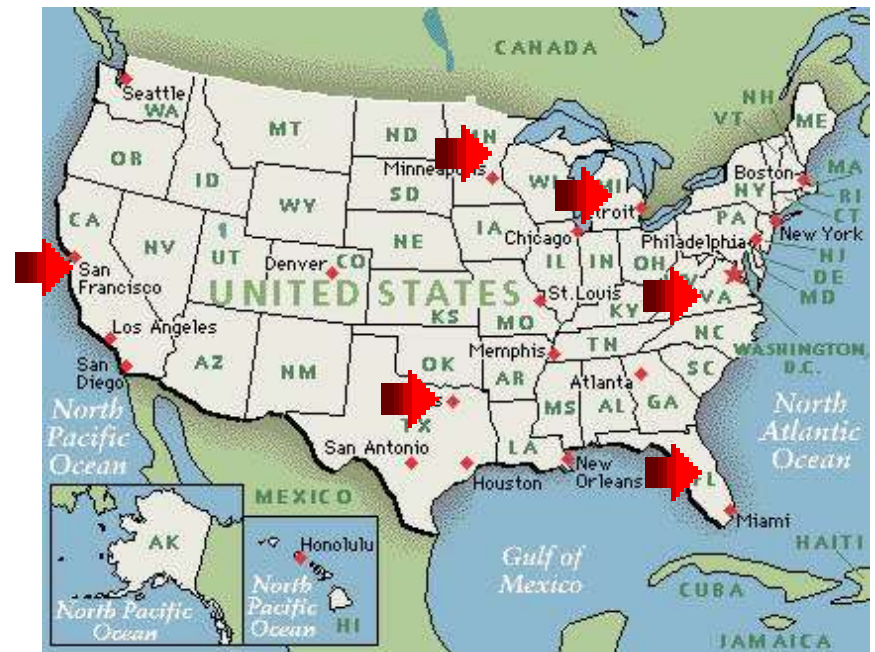 CANADA
Seattle
WA
MT
ND
MN
NH
VT
ME
OR
ID
SD
Minneapolis
WI
MI
Boston
MA
NY
RI
CT
WY
Detroit
PA
CA
NV
UT
NE
IA
Chicago
Philadelphia
New York
NJ
DE
MD
San
Francisco
Denver
CO
IL
IN
OH
VA
UNITED STATES
St.Louis
KS
MO
KY
Los Angeles
NC
WASHINGTON,
D.C.
San
Diego
AZ
NM
OK
AR
Memphis
TN
SC
Atlanta
MS
AL
GA
TX
San Antonio
Houston
LA
New
Orleans
FL
Miami
North
Pacific
Ocean
North
Atlantic
Ocean
MEXICO
Gulf of
Mexico
HAITI
CUBA
JAMAICA
AK
North Pacific
Ocean
Honolulu
North
Pacific
Ocean
HI